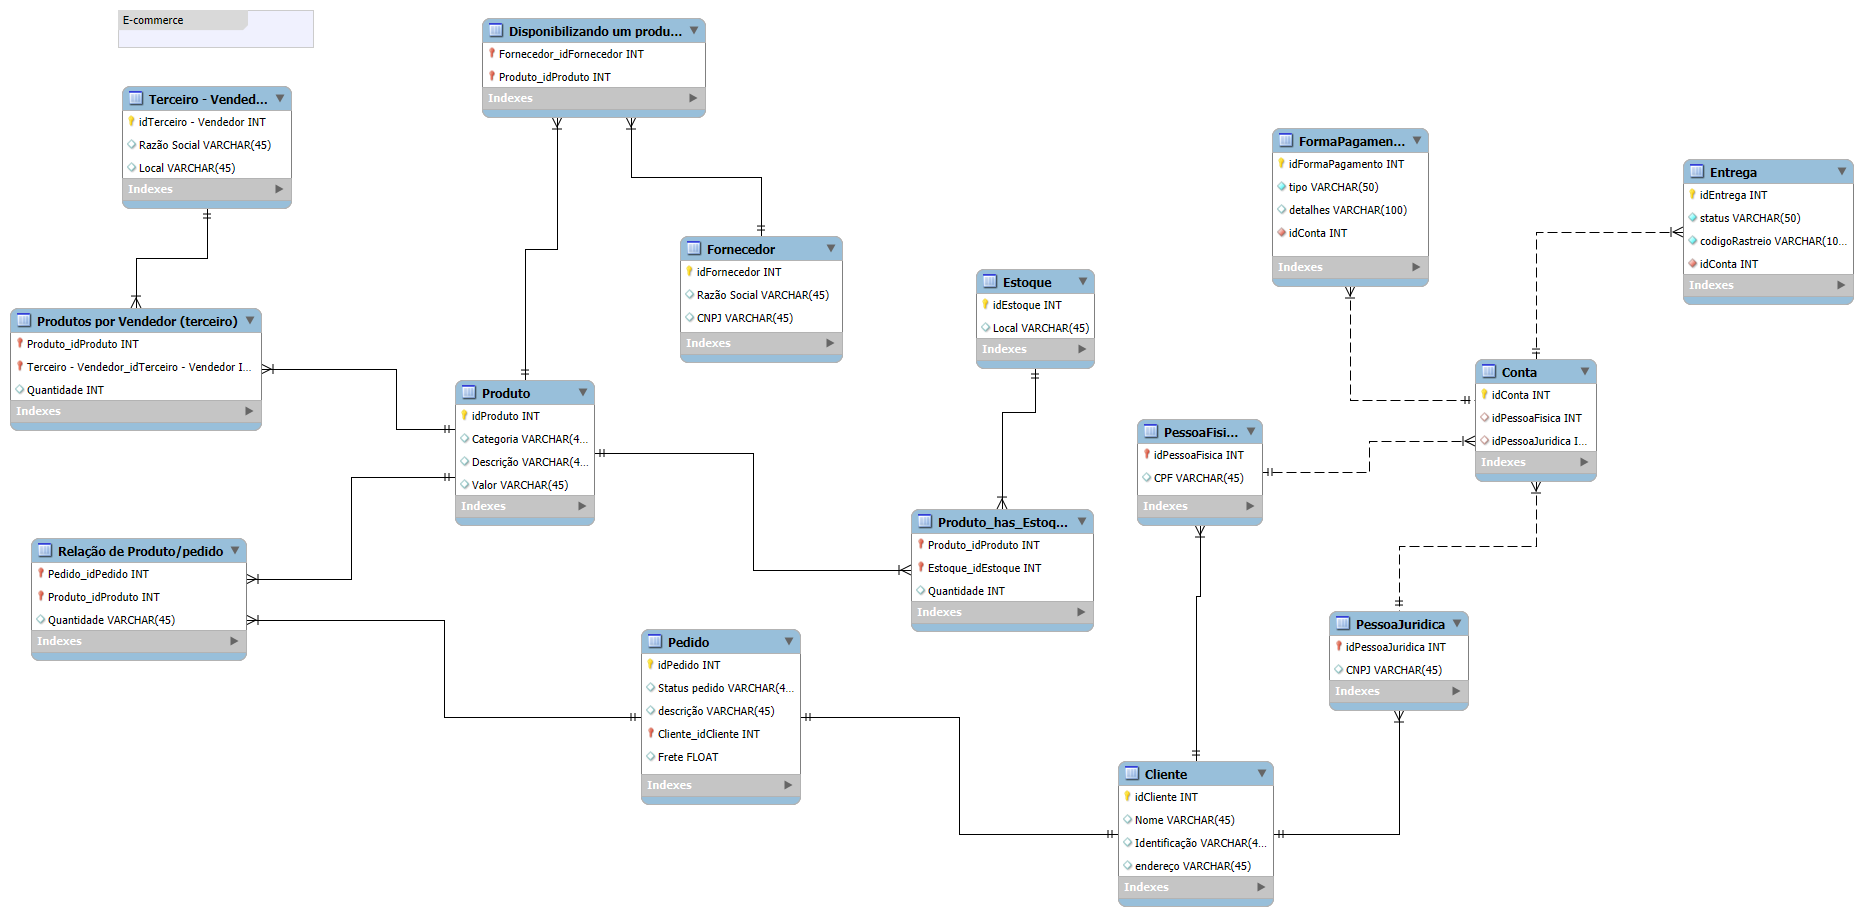 E-commerce
Disponibilizando um produ...
Fornecedor_idFornecedor INT
Produto_idProduto INT
Indexes
Terceiro - Vended...
idTerceiro - Vendedor INT
Razão Social VARCHAR(45)
Local VARCHAR(45)
Indexes
FormaPagamen...
idFormaPagamento INT
tipo VARCHAR(50)
detalhes VARCHAR(100)
idConta INT
Indexes
Entrega
idEntrega INT
status VARCHAR(50)
codigoRastreio VARCHAR(10...
idConta INT
Indexes
Fornecedor
idFornecedor INT
Razão Social VARCHAR(45)
CNPJ VARCHAR(45)
Indexes
Estoque
idEstoque INT
Local VARCHAR(45)
Indexes
Produtos por Vendedor (terceiro)
Produto_idProduto INT
Terceiro - Vendedor_idTerceiro - Vendedor I...
Quantidade INT
Indexes
Produto
idProduto INT
Categoria VARCHAR(4...
Descrição VARCHAR(4...
Valor VARCHAR(45)
Indexes
Conta
idConta INT
idPessoaFisica INT
idPessoaJuridica I...
Indexes
PessoaFisi...
idPessoaFisica INT
CPF VARCHAR(45)
Indexes
Produto_has_Estoq...
Produto_idProduto INT
Estoque_idEstoque INT
Quantidade INT
Indexes
Relação de Produto/pedido
Pedido_idPedido INT
Produto_idProduto INT
Quantidade VARCHAR(45)
Indexes
Pedido
idPedido INT
Status pedido VARCHAR(4...
descrição VARCHAR(45)
Cliente_idCliente INT
Frete FLOAT
Indexes
PessoaJuridica
idPessoaJuridica INT
CNPJ VARCHAR(45)
Indexes
Cliente
idCliente INT
Nome VARCHAR(45)
Identificação VARCHAR(4...
endereço VARCHAR(45)
Indexes